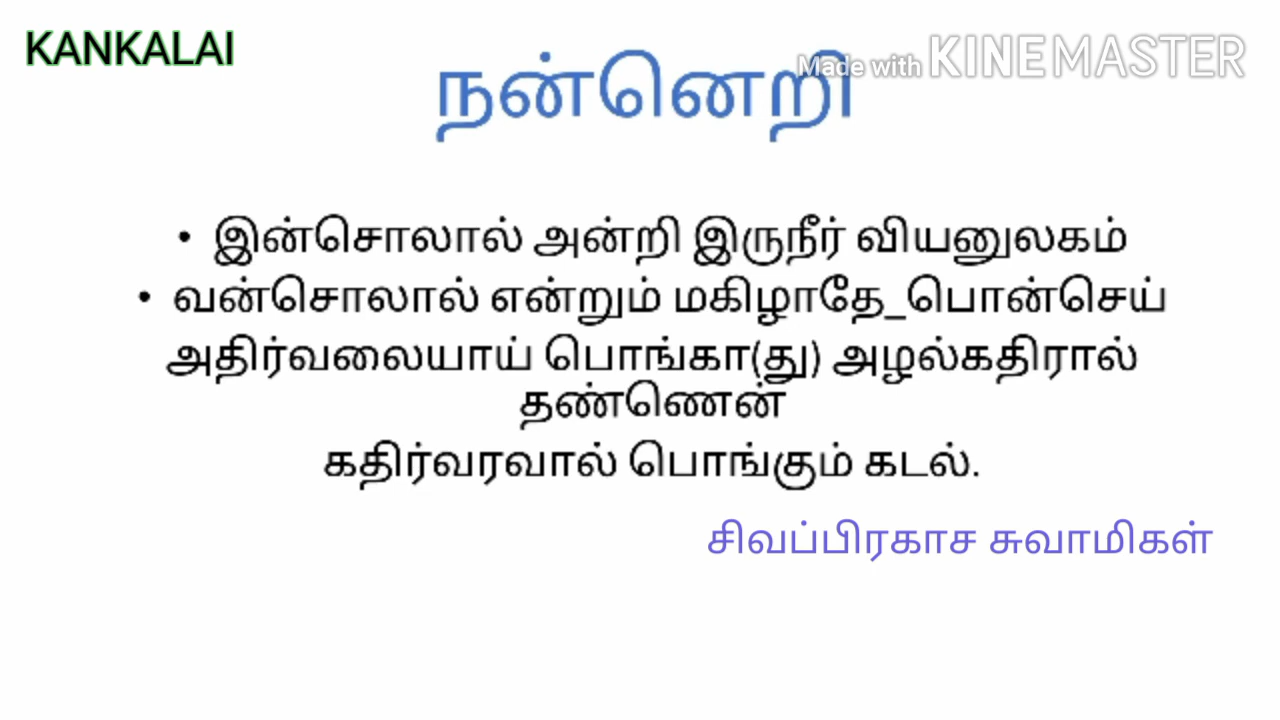 KANKALAI
Made with KINEMASTER
நன்னெறி
• இன்சொலால் அன்றி இருநீர் வியனுலகம்
• வன்சொலால் என்றும் மகிழாதே_பொன்செய்
அதிர்வலையாய் பொங்கா(து) அழல்கதிரால்
தண்ணென்
கதிர்வரவால் பொங்கும் கடல்.
சிவப்பிரகாச சுவாமிகள்